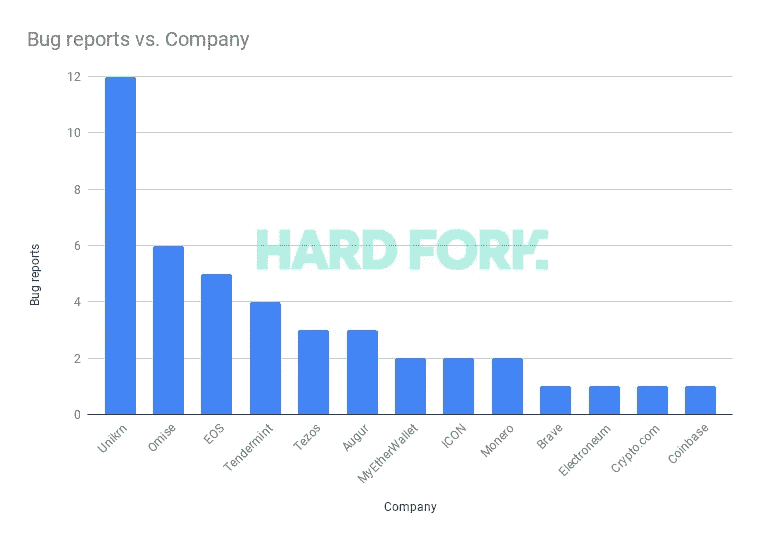 Bug reports vs. Company
12
10
8
6
4
2
0
Bug reports
HARD FORK.
Unikrn
Omise
EOS
Tendermint
Tezos
Augur
MyEtherWallet
ICON
Monero
Brave
Electroneum
Crypto.com
Coinbase
Company